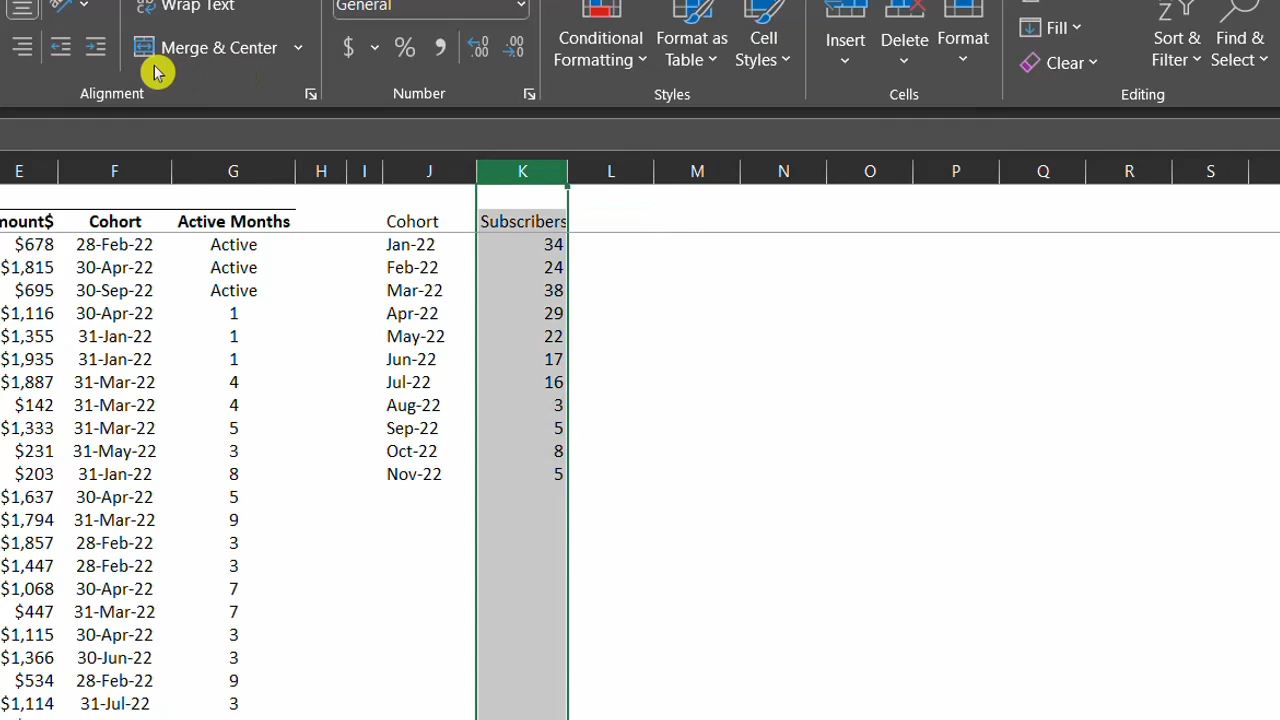 Wrap Text General
Merge & Center $ % , Conditional Formatting Format as Table Cell Styles Insert Delete Format Fill Clear Sort & Filter Find & Select
Alignment Number Styles Cells Editing
E F G H I J K L M N O P Q R S
mount$ Cohort Active Months Cohort Subscribers
$678 28-Feb-22 Active Jan-22 34
$1,815 30-Apr-22 Active Feb-22 24
$695 30-Sep-22 Active Mar-22 38
$1,116 30-Apr-22 1 Apr-22 29
$1,355 31-Jan-22 1 May-22 22
$1,935 31-Jan-22 1 Jun-22 17
$1,887 31-Mar-22 4 Jul-22 16
$142 31-Mar-22 4 Aug-22 3
$1,333 31-Mar-22 5 Sep-22 5
$231 31-May-22 3 Oct-22 8
$203 31-Jan-22 8 Nov-22 5
$1,637 30-Apr-22 5
$1,794 31-Mar-22 9
$1,857 28-Feb-22 3
$1,447 28-Feb-22 3
$1,068 30-Apr-22 7
$447 31-Mar-22 7
$1,115 30-Apr-22 3
$1,366 30-Jun-22 3
$534 28-Feb-22 9
$1,114 31-Jul-22 3